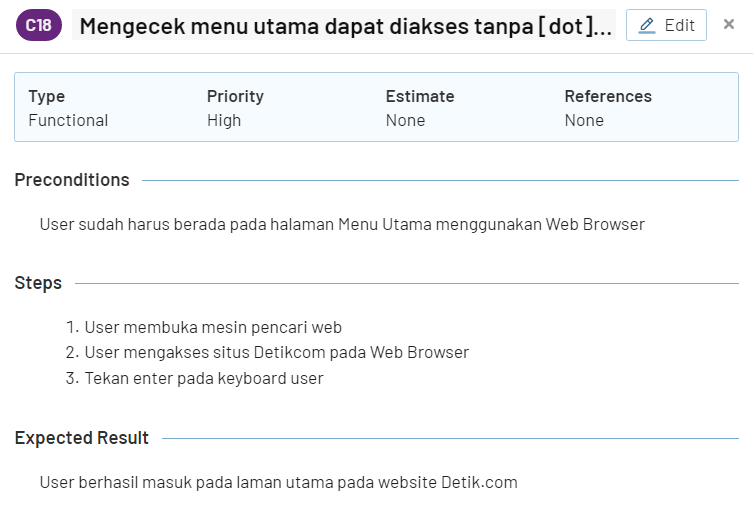 C18 Mengecek menu utama dapat diakses tanpa [dot]... Edit ×
Type Priority Estimate References
Functional High None None
Preconditions
User sudah harus berada pada halaman Menu Utama menggunakan Web Browser
Steps
1. User membuka mesin pencari web
2. User mengakses situs Detikcom pada Web Browser
3. Tekan enter pada keyboard user
Expected Result
User berhasil masuk pada laman utama pada website Detik.com